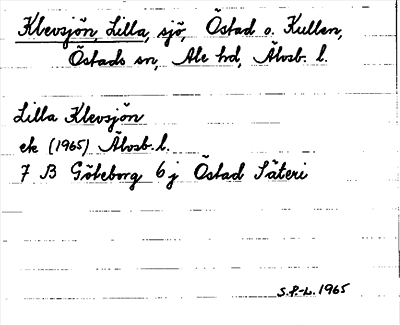 Klevsjön, Lilla, sjö, Östad o. Kullen,
Östads sn, Ale hd, Älvsb. l.
Lilla Klevsjön
ek (1965) Älvsb. l.
7 B Göteborg 6 j Östad Säteri
S.P.-L. 1965